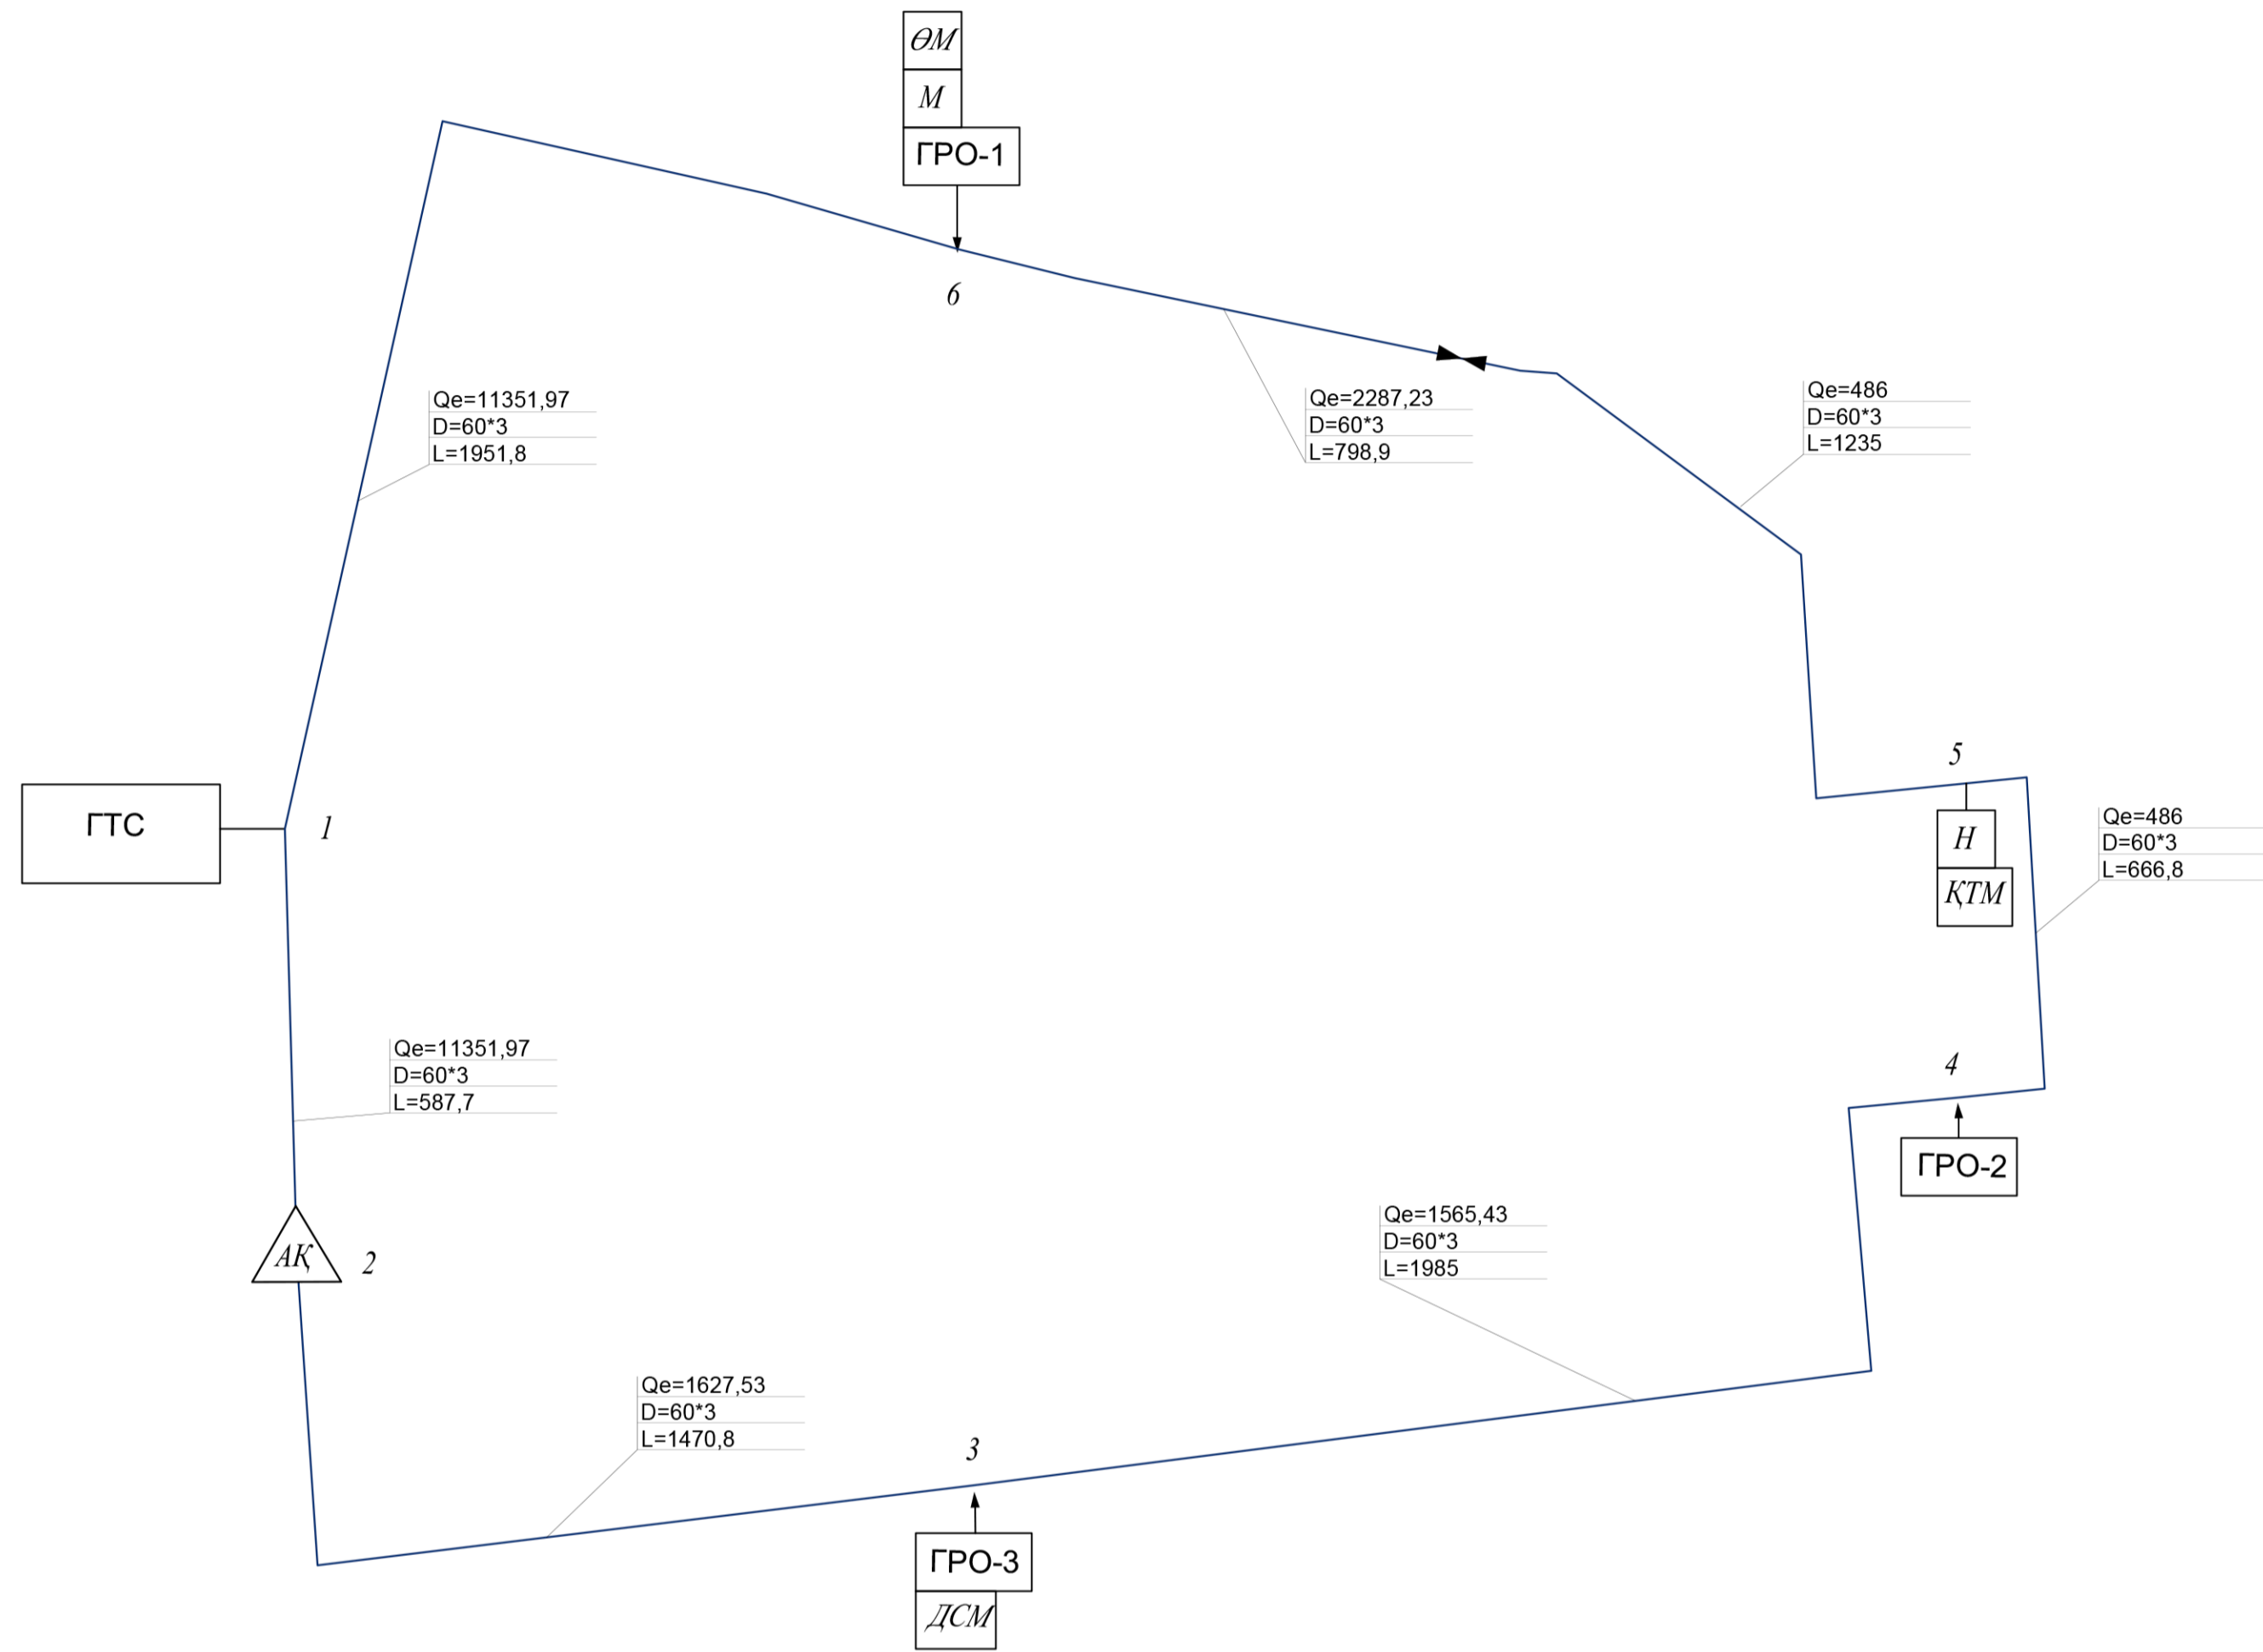 ӨМ
М
ГРО-1
6
Qe=11351,97
D=60*3
L=1951,8
Qe=2287,23
D=60*3
L=798,9
Qe=486
D=60*3
L=1235
ГТС
1
5
Н
ҚТМ
Qe=486
D=60*3
L=666,8
Qe=11351,97
D=60*3
L=587,7
4
ГРО-2
АҚ
2
Qe=1565,43
D=60*3
L=1985
Qe=1627,53
D=60*3
L=1470,8
3
ГРО-3
ДСМ